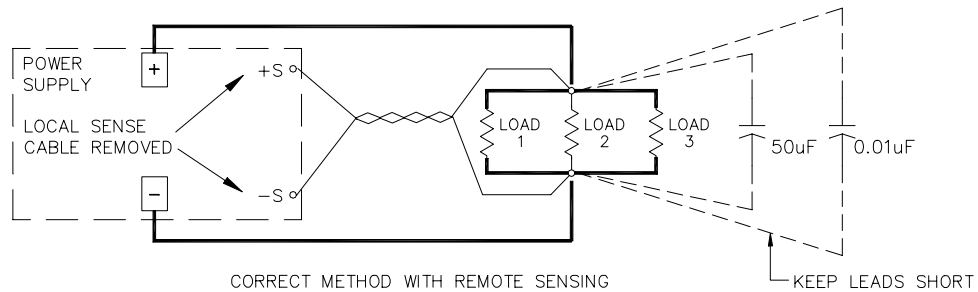 POWER
SUPPLY
+
+S
LOCAL SENSE
CABLE REMOVED
-
-S
LOAD
1
LOAD
2
LOAD
3
50uF
0.01uF
CORRECT METHOD WITH REMOTE SENSING
KEEP LEADS SHORT